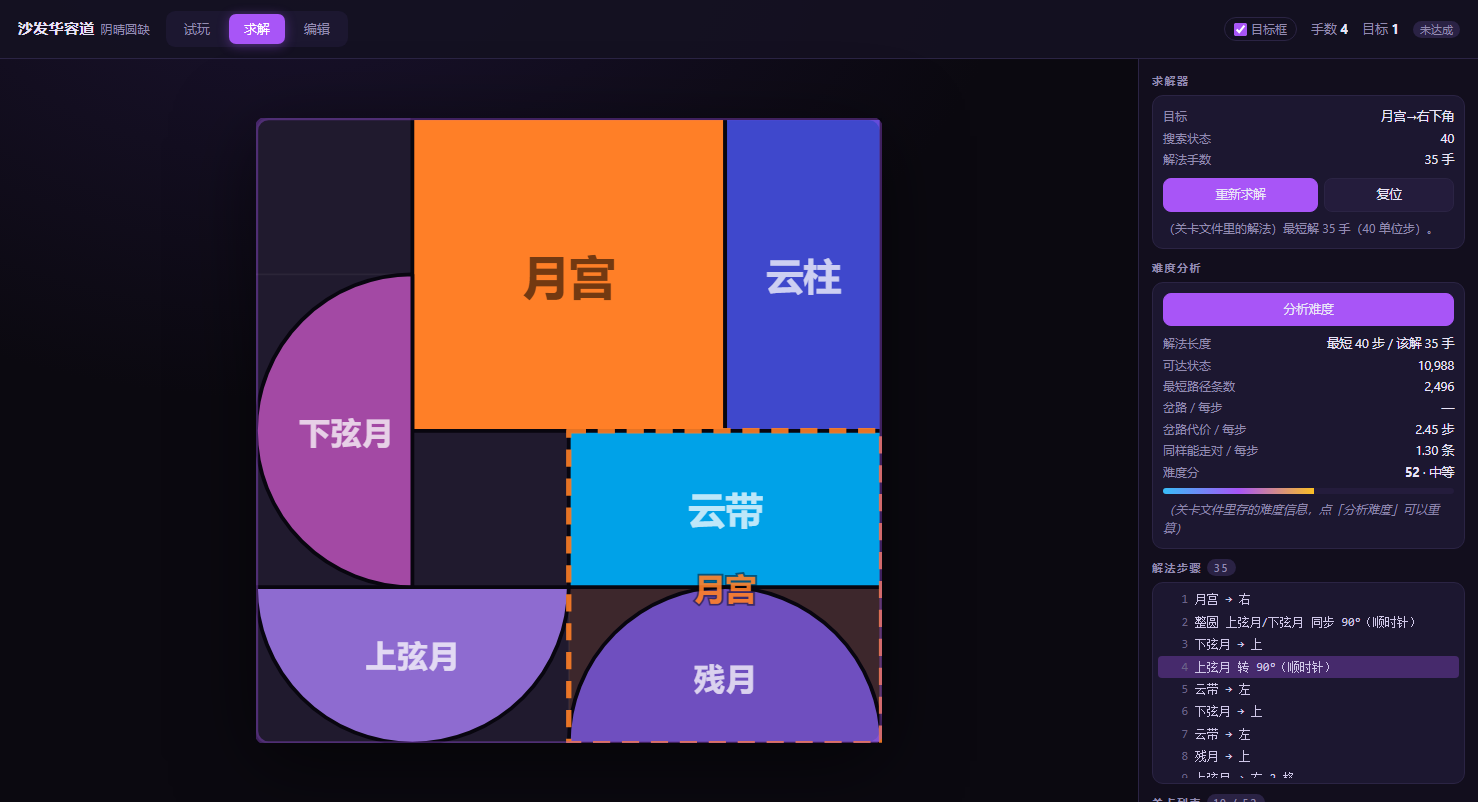 沙发华容道 阴晴圆缺 试玩 求解 编辑 目标框 手数 4 目标 1 未达成
月宫
云柱
下弦月
云带
月宫
上弦月
残月
求解器
目标 月宫→右下角
搜索状态 40
解法手数 35 手
重新求解 复位
（关卡文件里的解法）最短解 35 手（40 单位步）。
难度分析
分析难度
解法长度 最短 40 步 / 该解 35 手
可达状态 10,988
最短路径条数 2,496
岔路 / 每步 —
岔路代价 / 每步 2.45 步
同样能走对 / 每步 1.30 条
难度分 52 · 中等
（关卡文件里存的难度信息，点「分析难度」可以重
算）
解法步骤 35
1 月宫 → 右
2 整圆 上弦月/下弦月 同步 90°（顺时针）
3 下弦月 → 上
4 上弦月 转 90°（顺时针）
5 云带 → 左
6 下弦月 → 上
7 云带 → 左
8 残月 → 上